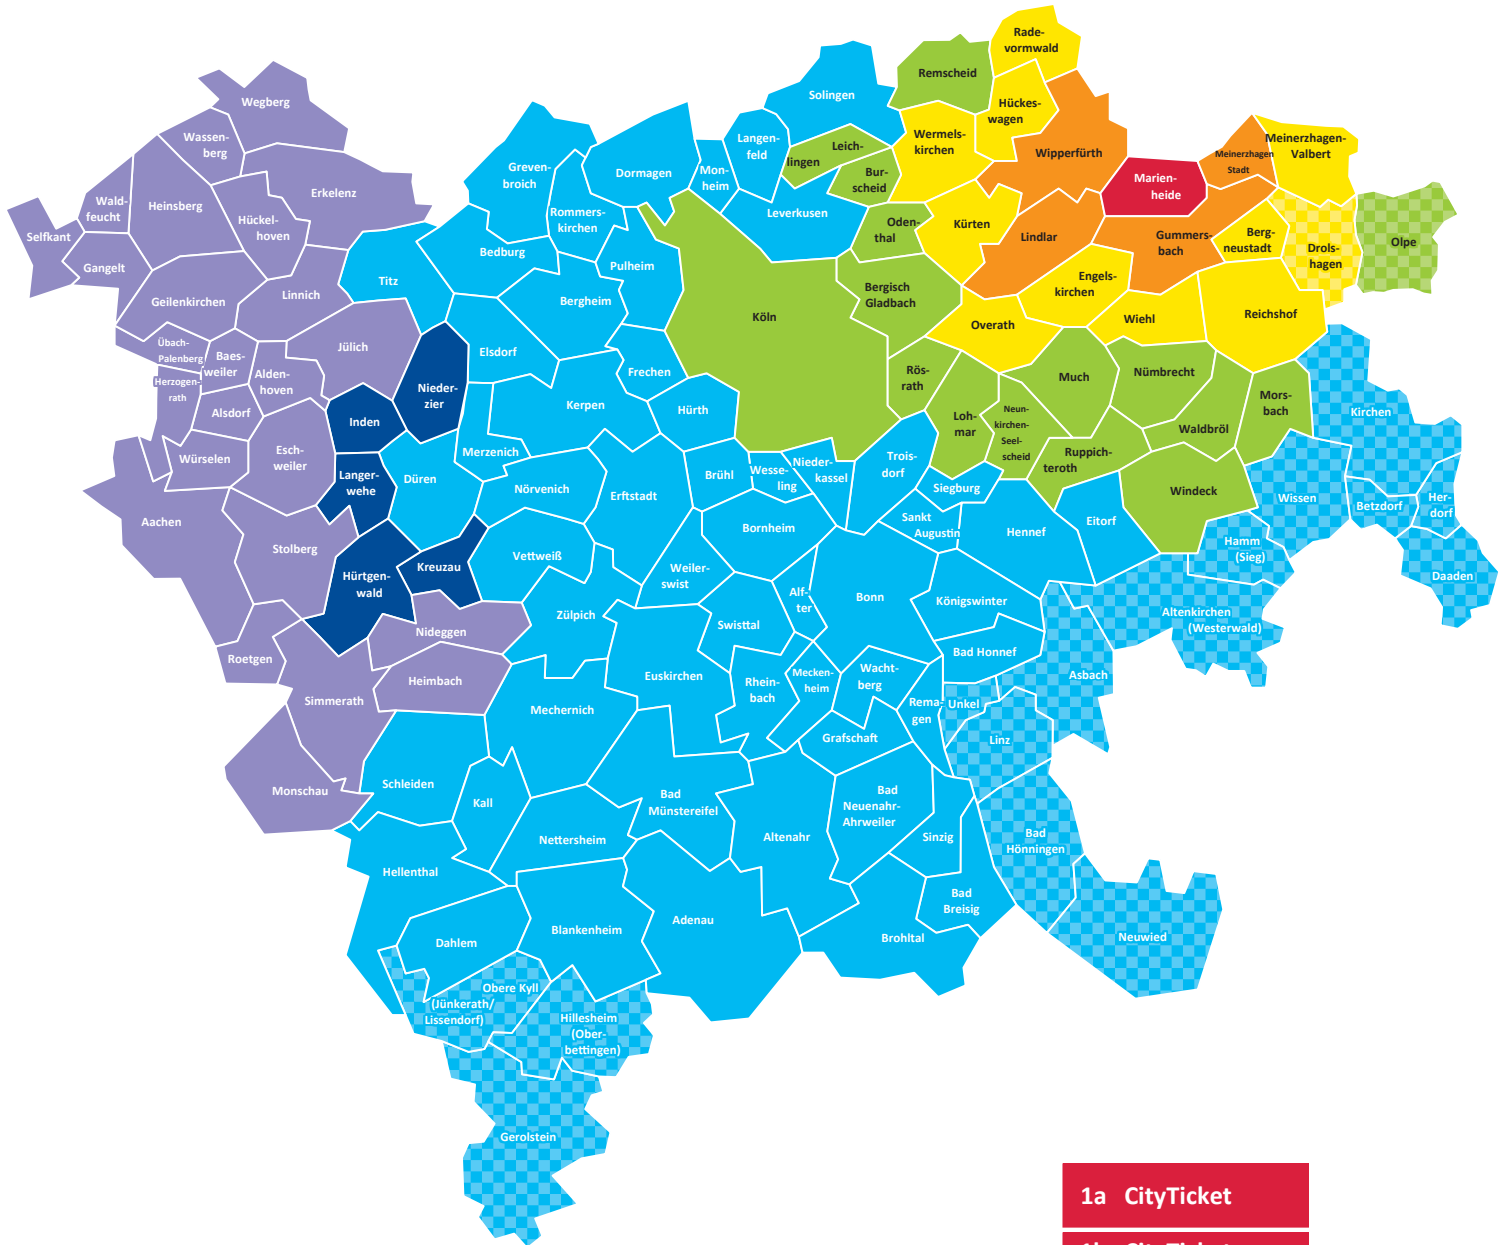 Rade-
vormwald
Remscheid
Solingen
Hückes-
wagen
Wegberg
Wermels-
kirchen
Wipperfürth
Meinerzhagen-
Valbert
Meinerzhagen
Stadt
Wassen-
berg
Langen-
feld
Leich-
lingen
Bur-
scheid
Marien-
heide
Greven-
broich
Dormagen
Mon-
heim
Erkelenz
Wald-
feucht
Heinsberg
Hückel-
hoven
Rommers-
kirchen
Leverkusen
Oden-
thal
Kürten
Lindlar
Gummers-
bach
Berg-
neustadt
Drols-
hagen
Olpe
Selfkant
Gangelt
Bedburg
Pulheim
Titz
Linnich
Geilenkirchen
Bergheim
Bergisch
Gladbach
Engels-
kirchen
Köln
Overath
Wiehl
Reichshof
Übach-
Palenberg
Baes-
weiler
Jülich
Elsdorf
Frechen
Herzogen-
rath
Alden-
hoven
Nieder-
zier
Kerpen
Hürth
Rös-
rath
Much
Nümbrecht
Mors-
bach
Alsdorf
Inden
Loh-
mar
Neun-
kirchen-
Seel-
scheid
Waldbröl
Kirchen
Würselen
Esch-
weiler
Merzenich
Ruppich-
teroth
Langer-
wehe
Düren
Nörvenich
Erftstadt
Brühl
Wesse-
ling
Nieder-
kassel
Trois-
dorf
Siegburg
Windeck
Wissen
Betzdorf
Her-
dorf
Aachen
Stolberg
Bornheim
Sankt
Augustin
Hennef
Eitorf
Hamm
(Sieg)
Daaden
Vettweiß
Hürtgen-
wald
Kreuzau
Weiler-
swist
Alf-
ter
Bonn
Königswinter
Altenkirchen
(Westerwald)
Zülpich
Swisttal
Nideggen
Bad Honnef
Roetgen
Heimbach
Euskirchen
Rhein-
bach
Mecken-
heim
Wacht-
berg
Asbach
Simmerath
Mechernich
Rema-
gen
Unkel
Grafschaft
Linz
Monschau
Schleiden
Kall
Bad
Münstereifel
Bad
Neuenahr-
Ahrweiler
Nettersheim
Altenahr
Sinzig
Bad
Hönningen
Hellenthal
Bad
Breisig
Adenau
Blankenheim
Dahlem
Brohltal
Neuwied
Obere Kyll
(Jünkerath/
Lissendorf)
Hillesheim
(Ober-
bettingen)
Gerolstein
1a CityTicket